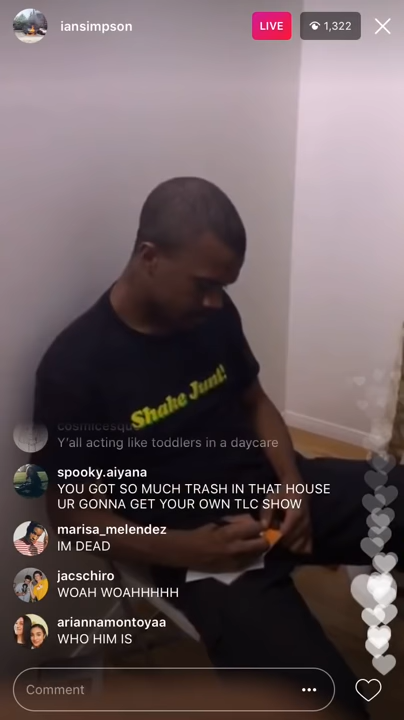 iansimpson
LIVE
1,322
Shake Junt!
cosmicesque
Y'all acting like toddlers in a daycare
spooky.aiyana
YOU GOT SO MUCH TRASH IN THAT HOUSE
UR GONNA GET YOUR OWN TLC SHOW
marisa_melendez
IM DEAD
jacschiro
WOAH WOAHHHHH
ariannamontoyaa
WHO HIM IS
Comment